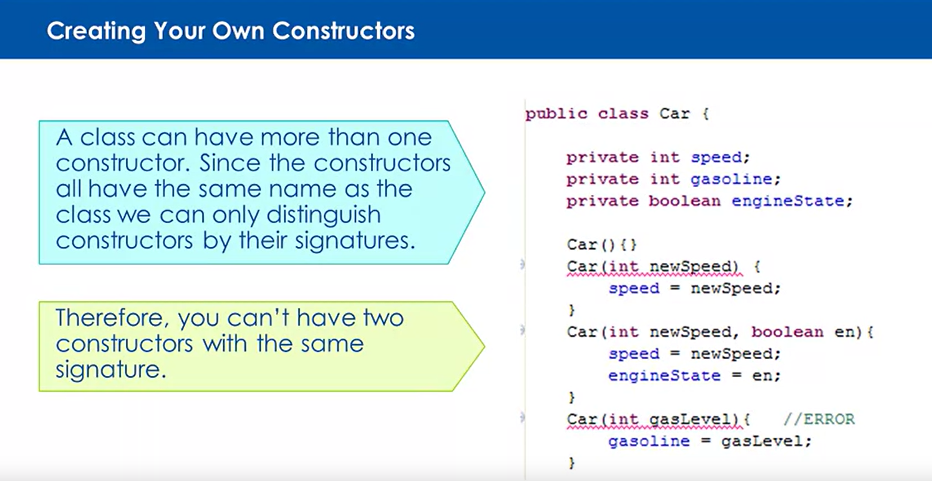 Creating Your Own Constructors
A class can have more than one
constructor. Since the constructors
all have the same name as the
class we can only distinguish
constructors by their signatures.
Therefore, you can't have two
constructors with the same
signature.
public class Car {
private int speed;
private int gasoline;
private boolean engineState;
Car(){}
Car(int newSpeed) {
speed = newSpeed;
}
Car(int newSpeed, boolean en){
speed = newSpeed;
engineState = en;
}
Car(int gasLevel){ //ERROR
gasoline = gasLevel;
}